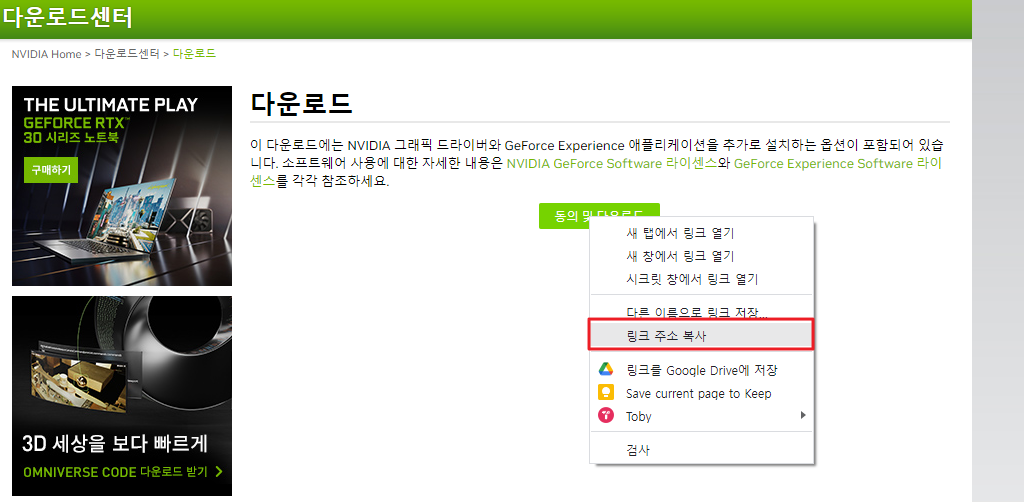 다운로드센터
NVIDIA Home > 다운로드센터 > 다운로드
THE ULTIMATE PLAY
GEFORCE RTX™
3D 시리즈 노트북
구매하기
3D 세상을 보다 빠르게
OMNIVERSE CODE 다운로드 받기 >
다운로드
이 다운로드에는 NVIDIA 그래픽 드라이버와 GeForce Experience 애플리케이션을 추가로 설치하는 옵션이 포함되어 있습
니다. 소프트웨어 사용에 대한 자세한 내용은 NVIDIA GeForce Software 라이센스와 GeForce Experience Software 라이
센스를 각각 참조하세요.
동의 및 다운로드
새 탭에서 링크 열기
새 창에서 링크 열기
시크릿 창에서 링크 열기
다른 이름으로 링크 저장...
링크 주소 복사
링크를 Google Drive에 저장
Save current page to Keep
Toby
검사